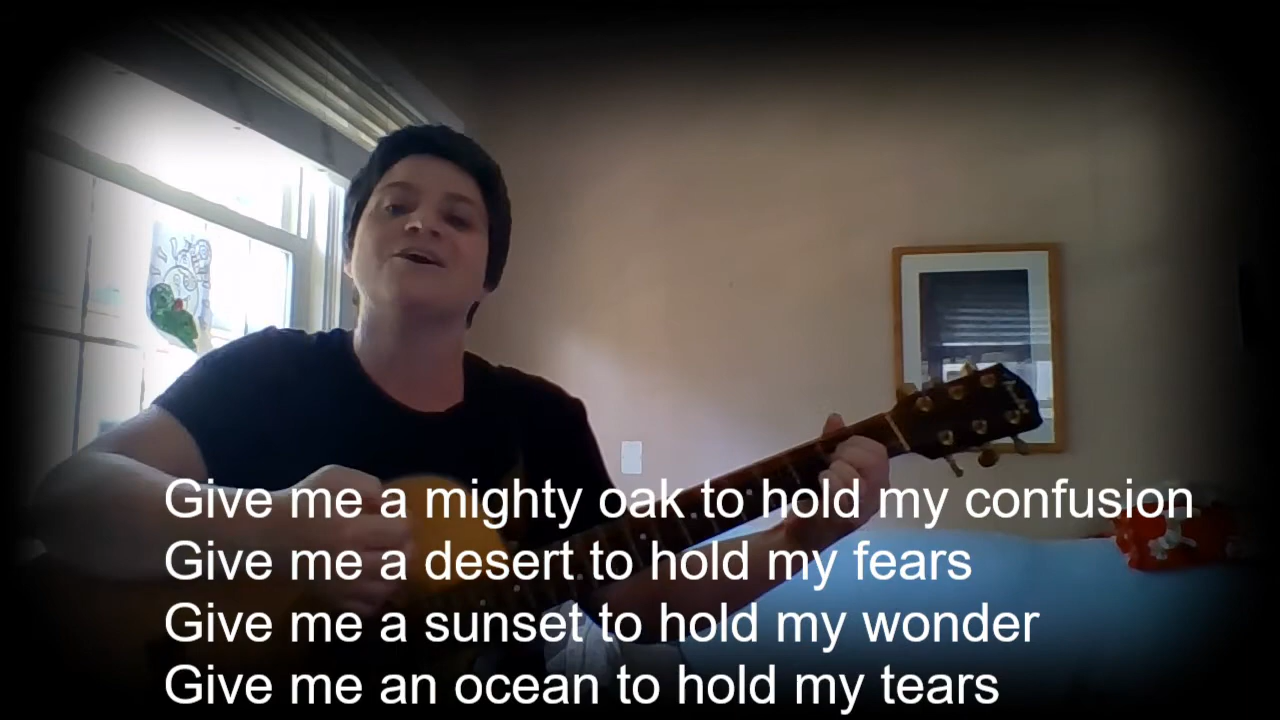 Give me a mighty oak to hold my confusion
Give me a desert to hold my fears
Give me a sunset to hold my wonder
Give me an ocean to hold my tears